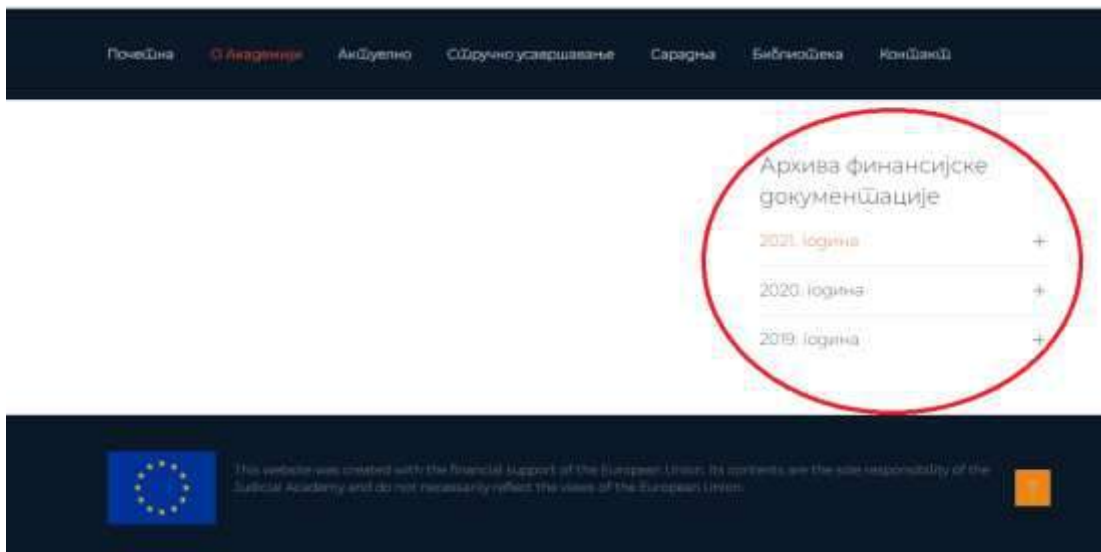 Почетна О Академији Актуелно Стручно усавршавање Сарадња Библиотека Контакт
Архива финансијске
документације
2021. година +
2020. година +
2019. година +
This website was created with the financial support of the European Union. Its contents are the sole responsibility of the
Judicial Academy and do not necessarily reflect the views of the European Union.